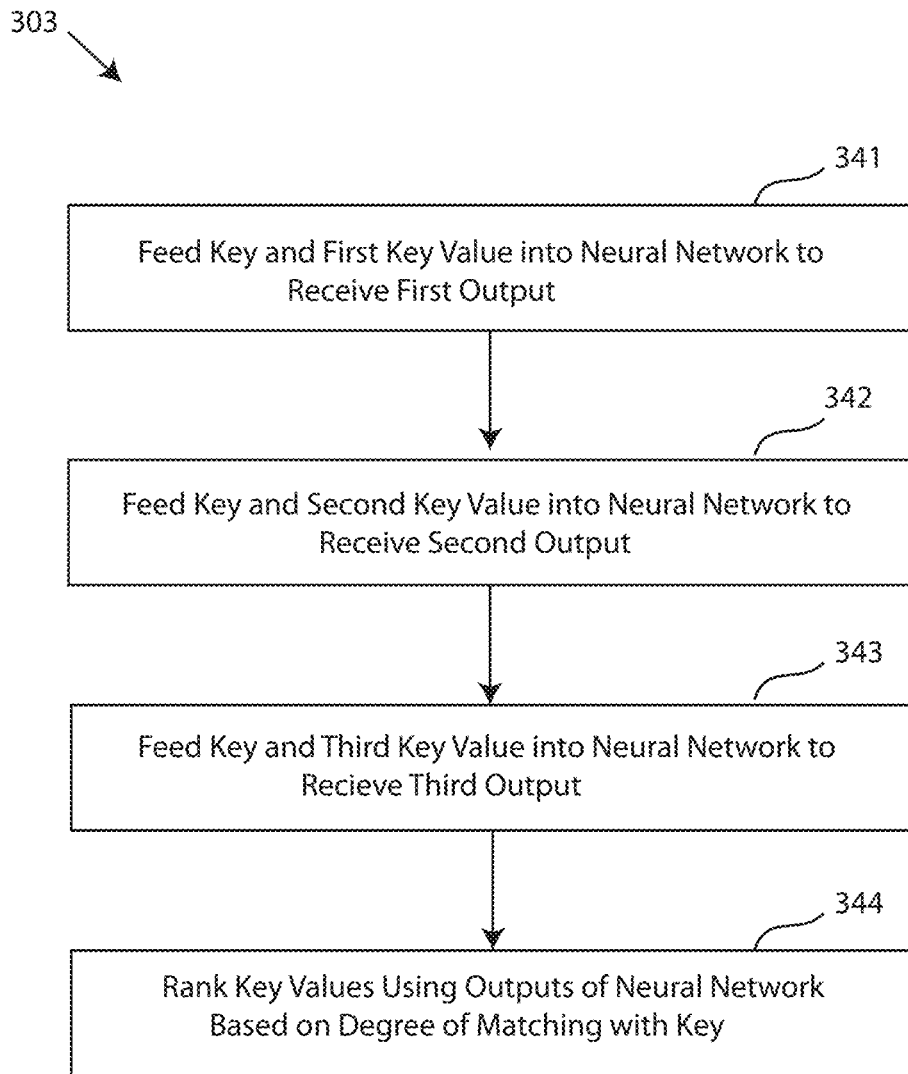 303
341
Feed Key and First Key Value into Neural Network to
Receive First Output
342
Feed Key and Second Key Value into Neural Network to
Receive Second Output
343
Feed Key and Third Key Value into Neural Network to
Recieve Third Output
344
Rank Key Values Using Outputs of Neural Network
Based on Degree of Matching with Key